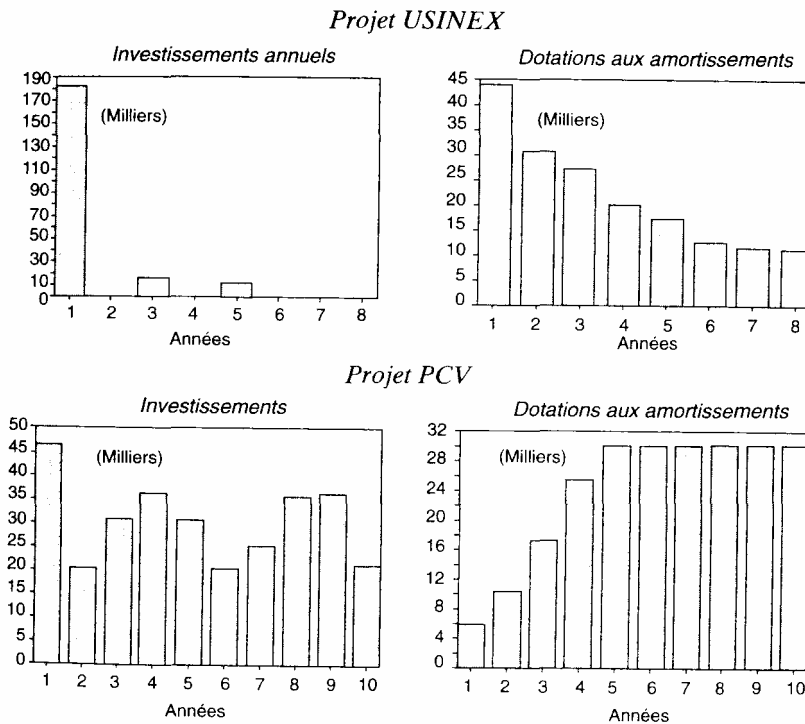 Projet USINEX
Investissements annuels
190
170
150
130
110
90
70
50
30
10
0
(Milliers)
1 2 3 4 5 6 7 8
Années
Dotations aux amortissements
45
40
35
30
25
20
15
10
5
0
(Milliers)
1 2 3 4 5 6 7 8
Années
Projet PCV
Investissements
50
45
40
35
30
25
20
15
10
5
0
(Milliers)
1 2 3 4 5 6 7 8 9 10
Années
Dotations aux amortissements
32
28
24
20
16
12
8
4
0
(Milliers)
1 2 3 4 5 6 7 8 9 10
Années